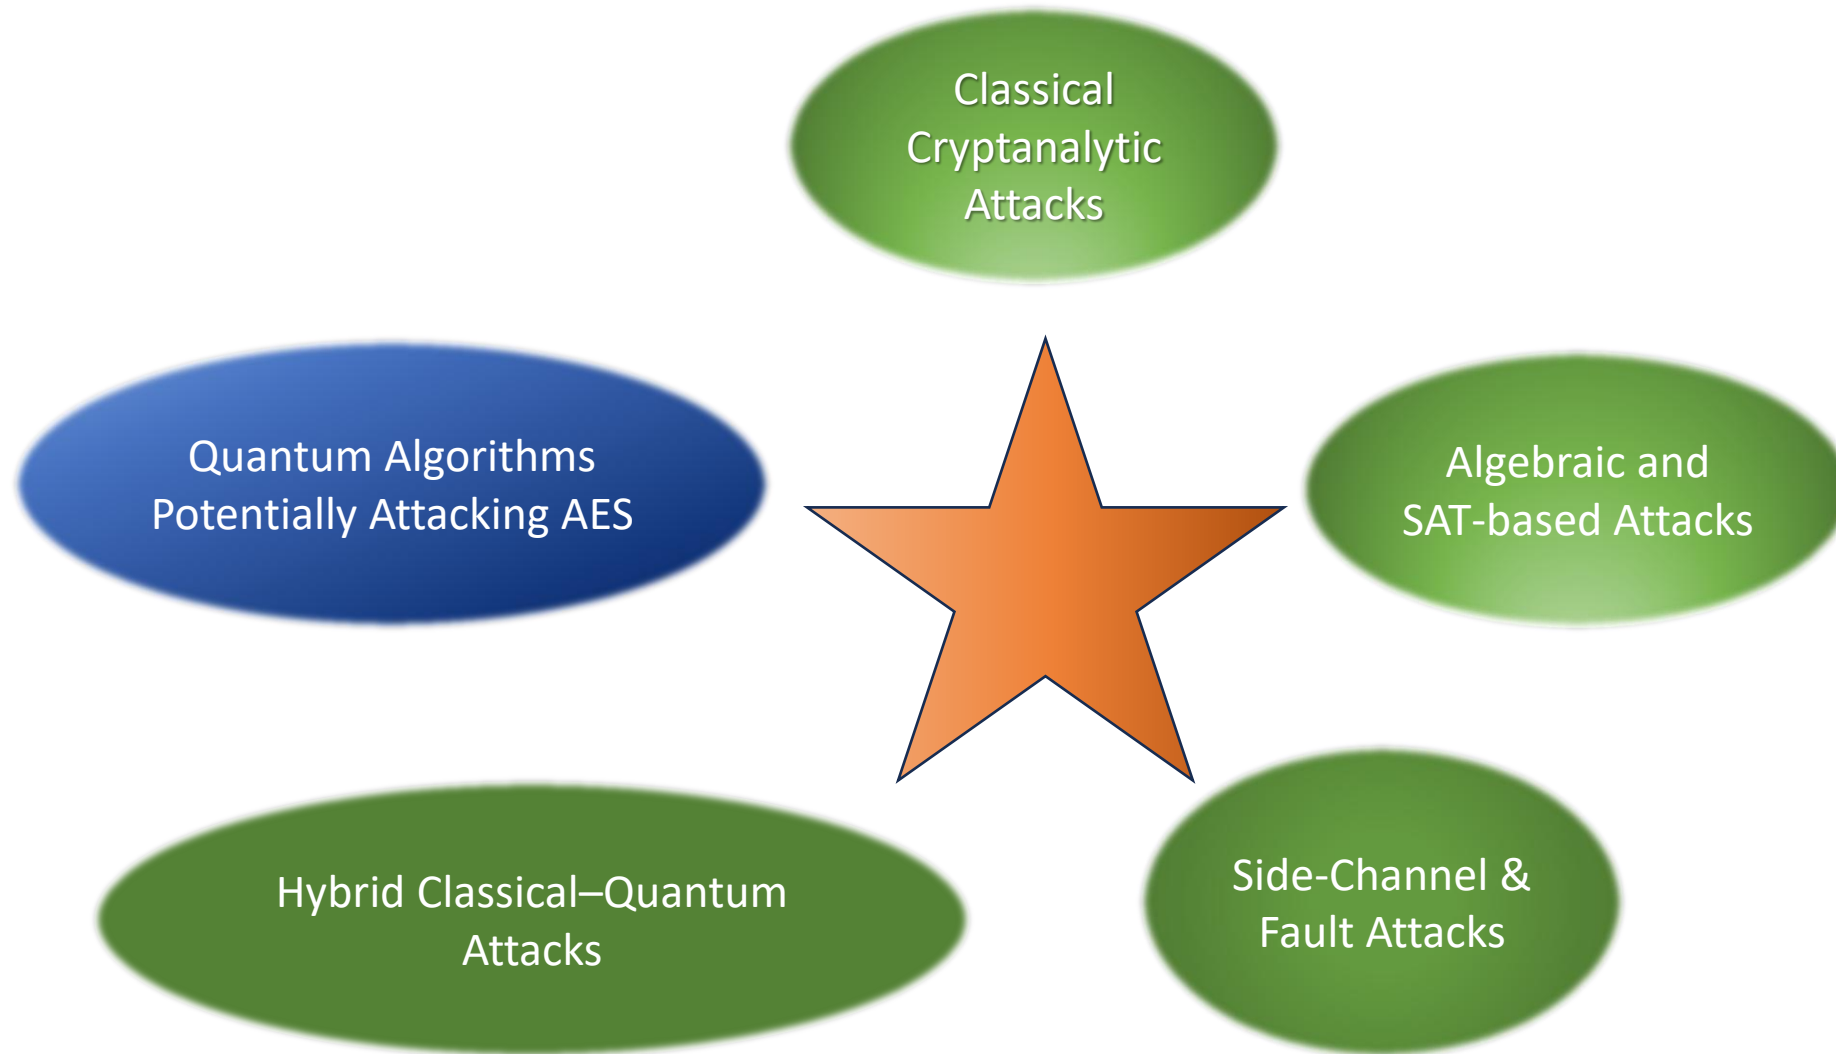 Classical
Cryptanalytic
Attacks
Quantum Algorithms
Potentially Attacking AES
Algebraic and
SAT-based Attacks
Hybrid Classical–Quantum
Attacks
Side-Channel &
Fault Attacks